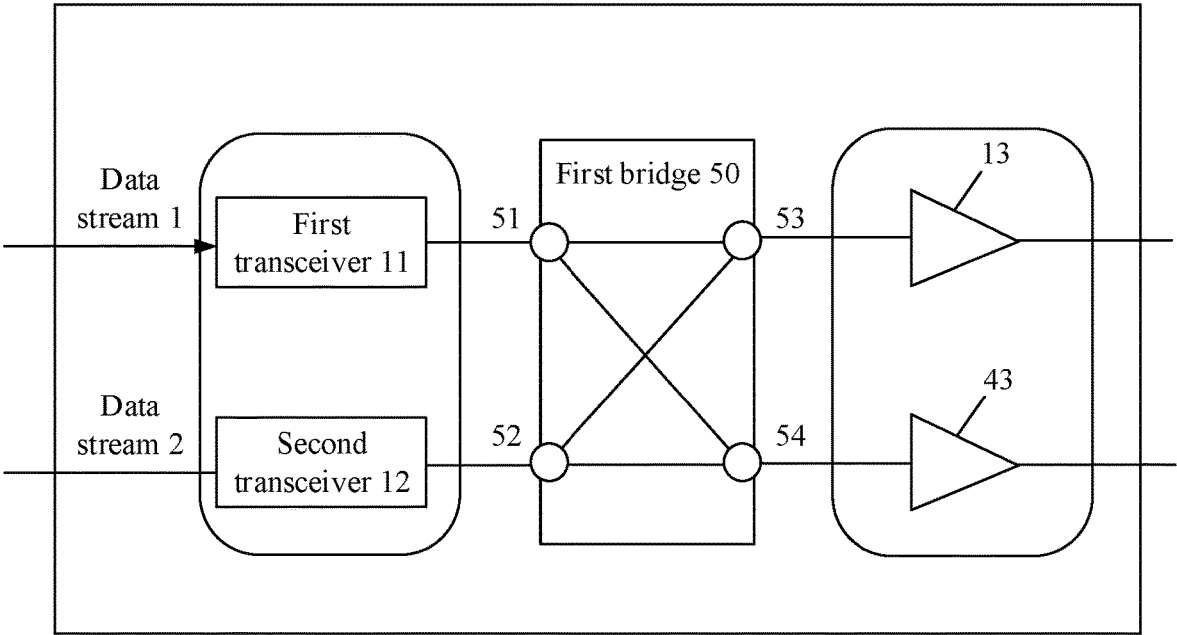 Data
stream 1
First
transceiver 11
51
First bridge 50
53
13
Data
stream 2
Second
transceiver 12
52
54
43